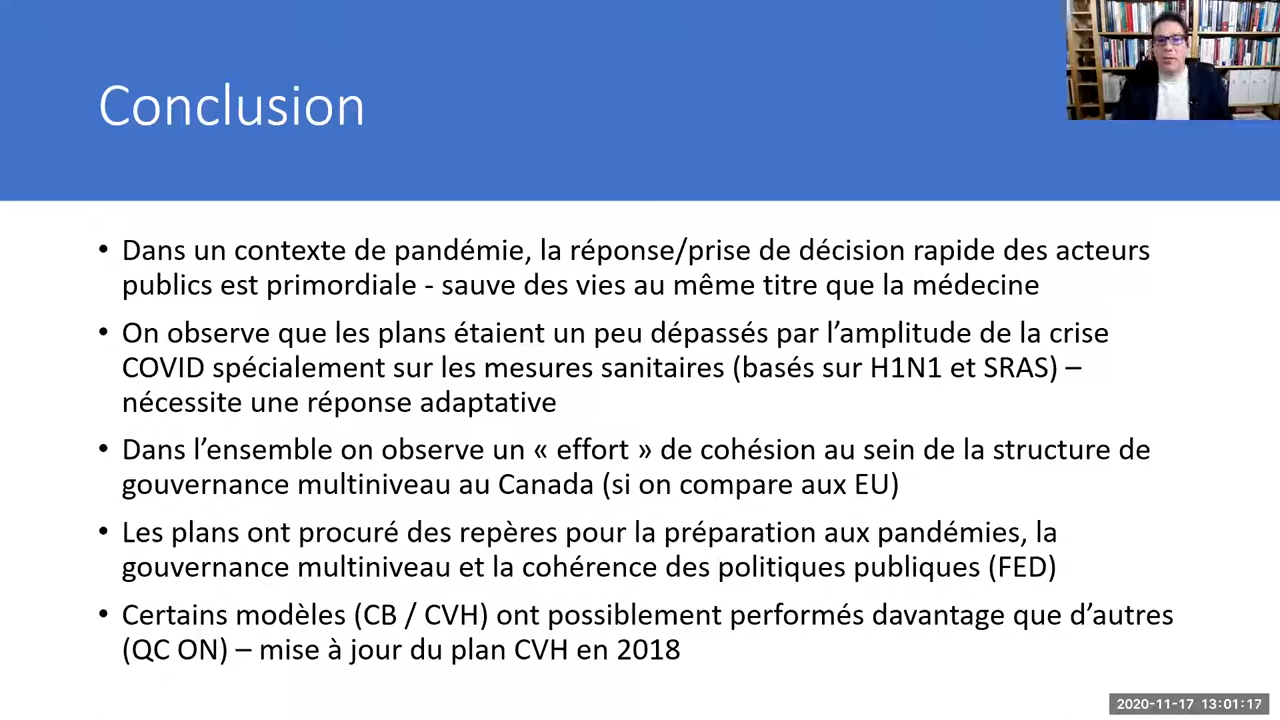 Conclusion
• Dans un contexte de pandémie, la réponse/prise de décision rapide des acteurs
publics est primordiale - sauve des vies au même titre que la médecine
• On observe que les plans étaient un peu dépassés par l’amplitude de la crise
COVID spécialement sur les mesures sanitaires (basés sur H1N1 et SRAS) –
nécessite une réponse adaptative
• Dans l’ensemble on observe un « effort » de cohésion au sein de la structure de
gouvernance multiniveau au Canada (si on compare aux EU)
• Les plans ont procuré des repères pour la préparation aux pandémies, la
gouvernance multiniveau et la cohérence des politiques publiques (FED)
• Certains modèles (CB / CVH) ont possiblement performés davantage que d’autres
(QC ON) – mise à jour du plan CVH en 2018
2020-11-17 13:01:17